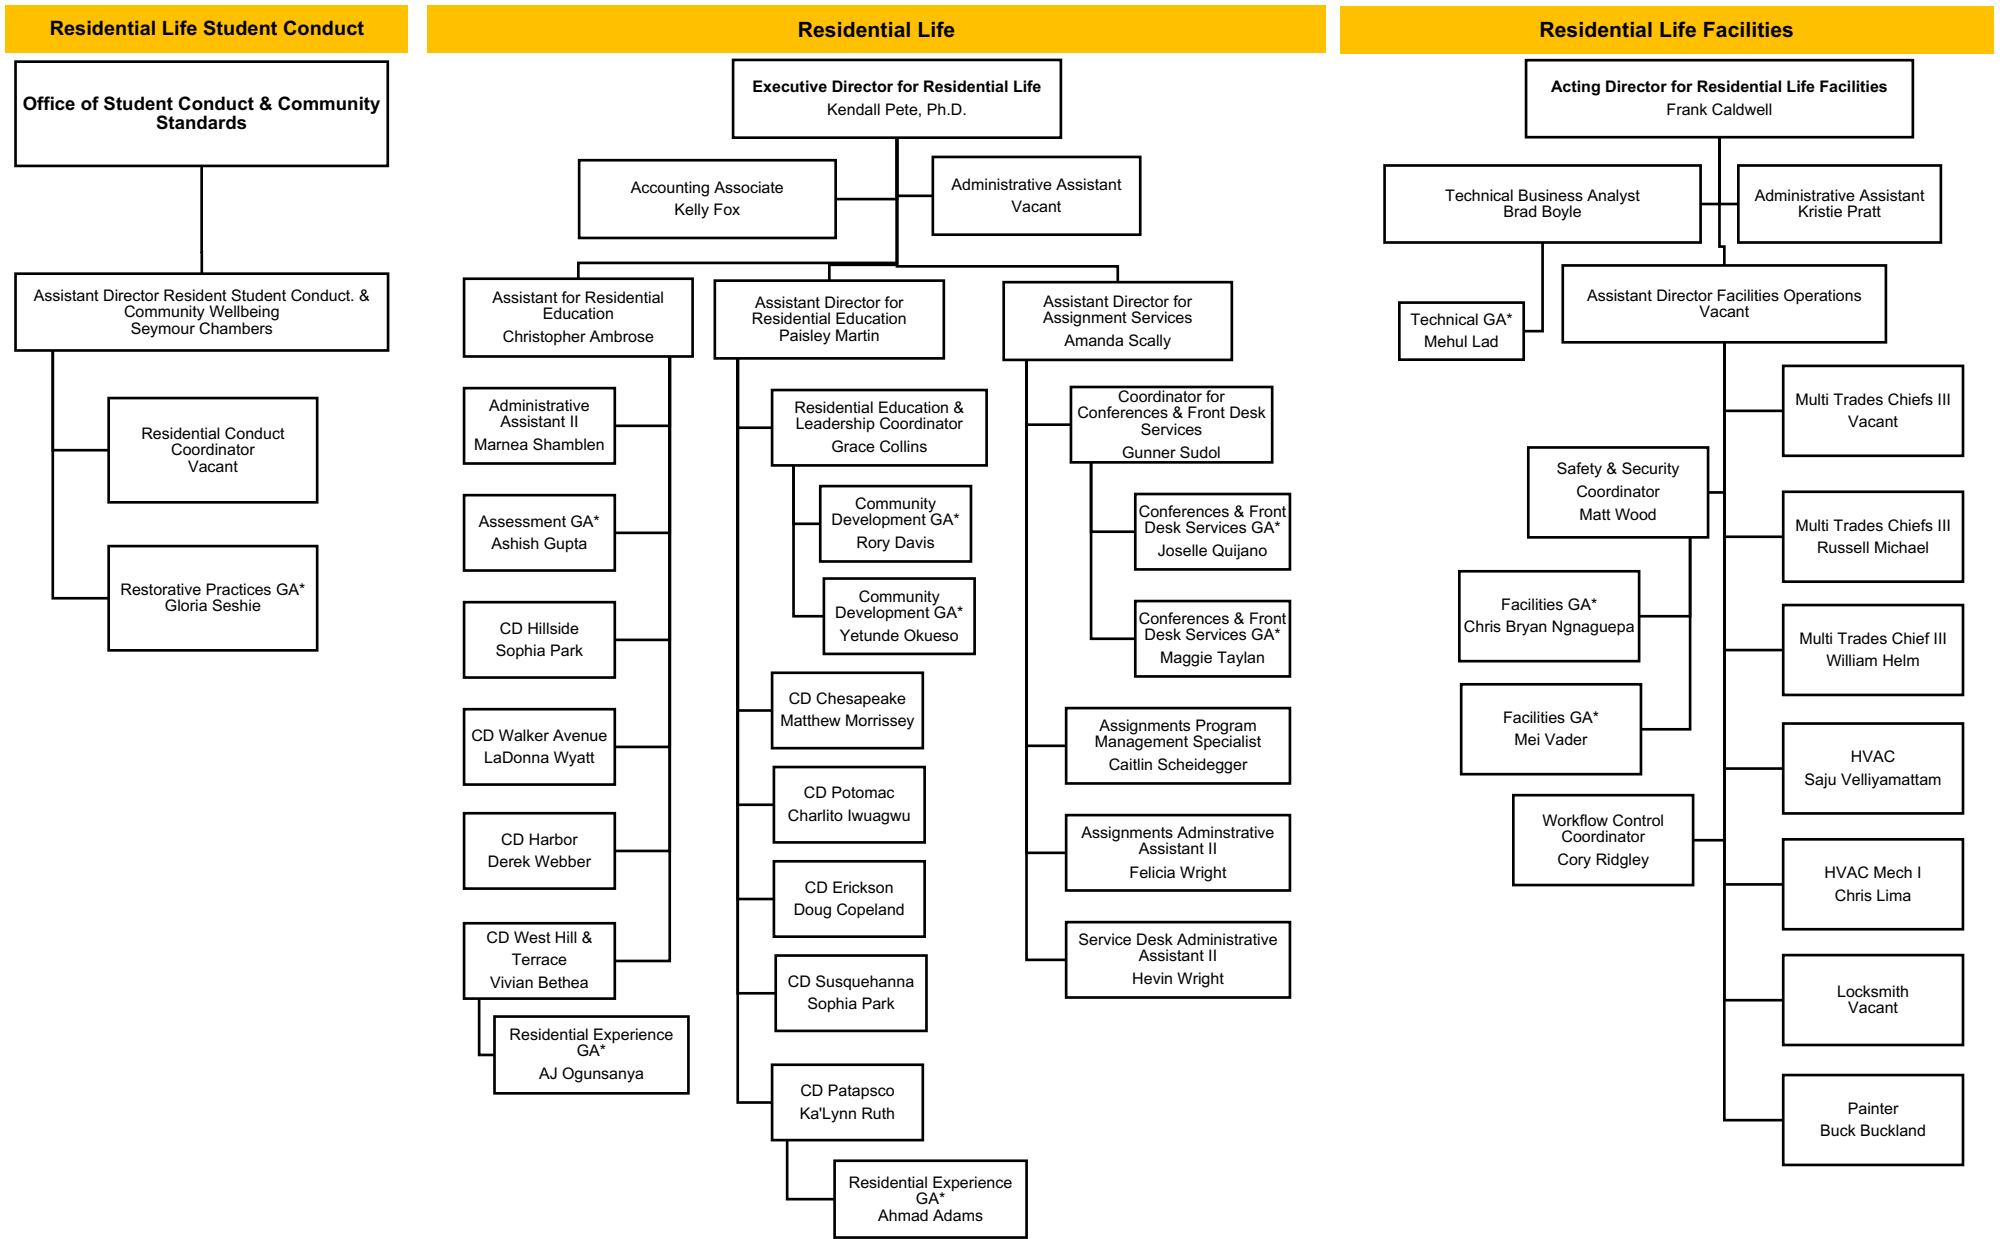 Residential Life Student Conduct
Office of Student Conduct & Community
Standards
Assistant Director Resident Student Conduct. &
Community Wellbeing
Seymour Chambers
Residential Conduct
Coordinator
Vacant
Restorative Practices GA*
Gloria Seshie
Residential Life
Executive Director for Residential Life
Kendall Pete, Ph.D.
Accounting Associate
Kelly Fox
Administrative Assistant
Vacant
Assistant for Residential
Education
Christopher Ambrose
Administrative
Assistant II
Marnea Shamblen
Assessment GA*
Ashish Gupta
CD Hillside
Sophia Park
CD Walker Avenue
LaDonna Wyatt
CD Harbor
Derek Webber
CD West Hill &
Terrace
Vivian Bethea
Residential Experience
GA*
AJ Ogunsanya
Assistant Director for
Residential Education
Paisley Martin
Residential Education &
Leadership Coordinator
Grace Collins
Community
Development GA*
Rory Davis
Community
Development GA*
Yetunde Okueso
CD Chesapeake
Matthew Morrissey
CD Potomac
Charlito Iwuagwu
CD Erickson
Doug Copeland
CD Susquehanna
Sophia Park
CD Patapsco
Ka'Lynn Ruth
Residential Experience
GA*
Ahmad Adams
Assistant Director for
Assignment Services
Amanda Scally
Coordinator for
Conferences & Front Desk
Services
Gunner Sudol
Conferences & Front
Desk Services GA*
Joselle Quijano
Conferences & Front
Desk Services GA*
Maggie Taylan
Assignments Program
Management Specialist
Caitlin Scheidegger
Assignments Adminstrative
Assistant II
Felicia Wright
Service Desk Administrative
Assistant II
Hevin Wright
Residential Life Facilities
Acting Director for Residential Life Facilities
Frank Caldwell
Technical Business Analyst
Brad Boyle
Administrative Assistant
Kristie Pratt
Technical GA*
Mehul Lad
Assistant Director Facilities Operations
Vacant
Safety & Security
Coordinator
Matt Wood
Facilities GA*
Chris Bryan Ngnaguepa
Facilities GA*
Mei Vader
Workflow Control
Coordinator
Cory Ridgley
Multi Trades Chiefs III
Vacant
Multi Trades Chiefs III
Russell Michael
Multi Trades Chief III
William Helm
HVAC
Saju Velliyamattam
HVAC Mech I
Chris Lima
Locksmith
Vacant
Painter
Buck Buckland